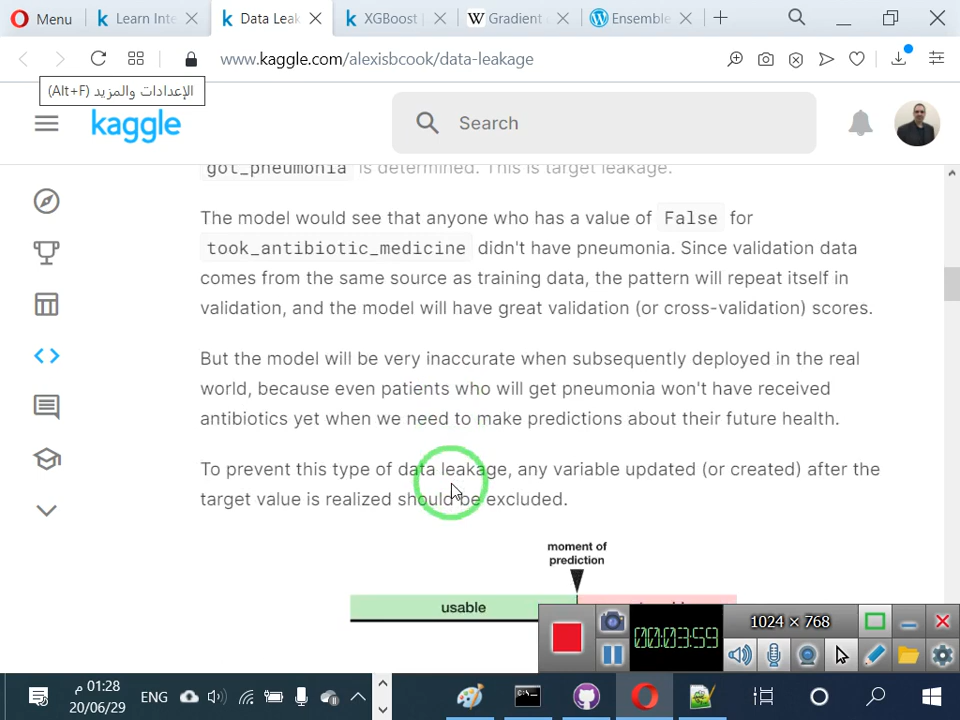 Menu
Learn Inte
Data Leak
XGBoost
Gradient
Ensemble
www.kaggle.com/alexisbcook/data-leakage
الإعدادات والمزيد (Alt+F)
kaggle
Search
got_pneumonia is determined. This is target leakage.
The model would see that anyone who has a value of False for
took_antibiotic_medicine didn't have pneumonia. Since validation data
comes from the same source as training data, the pattern will repeat itself in
validation, and the model will have great validation (or cross-validation) scores.
But the model will be very inaccurate when subsequently deployed in the real
world, because even patients who will get pneumonia won't have received
antibiotics yet when we need to make predictions about their future health.
To prevent this type of data leakage, any variable updated (or created) after the
target value is realized should be excluded.
moment of
prediction
usable
00:03:59
1024 × 768
01:28 م
20/06/29
ENG